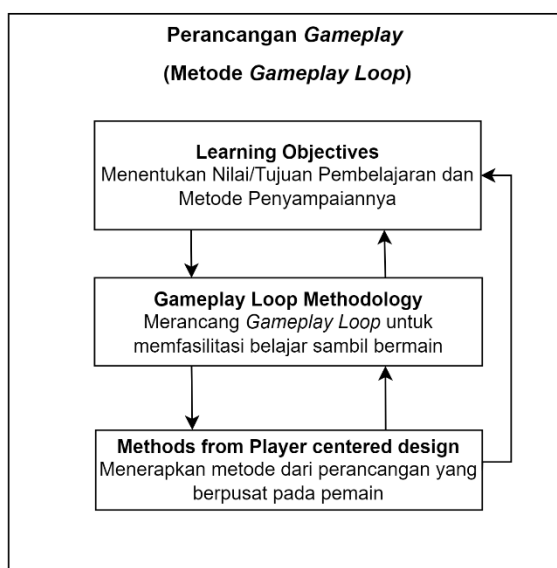 Perancangan Gameplay
(Metode Gameplay Loop)
Learning Objectives
Menentukan Nilai/Tujuan Pembelajaran dan
Metode Penyampaiannya
Gameplay Loop Methodology
Merancang Gameplay Loop untuk
memfasilitasi belajar sambil bermain
Methods from Player centered design
Menerapkan metode dari perancangan yang
berpusat pada pemain